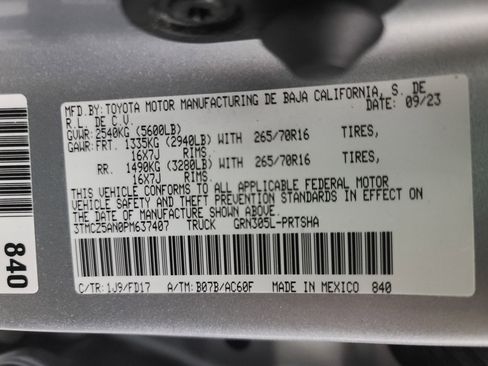 MFD.BY: TOYOTA MOTOR MANUFACTURING DE BAJA CALIFORNIA, S. DE
R.L. DE C.V. DATE: 09/23
GVWR: 2540KG (5600LB)
GAWR: FRT. 1335KG (2940LB) WITH 265/70R16 TIRES,
16X7J RIMS
RR. 1490KG (3280LB) WITH 265/70R16 TIRES,
16X7J RIMS.
THIS VEHICLE CONFORMS TO ALL APPLICABLE FEDERAL MOTOR
VEHICLE SAFETY AND THEFT PREVENTION STANDARDS IN EFFECT ON
THE DATE OF MANUFACTURE SHOWN ABOVE.
3TMCZ5AN0PM637407 TRUCK GRN305L-PRTSHA
C/TR: 1J9/FD17 A/TM: B07B/AC60F MADE IN MEXICO 840
840